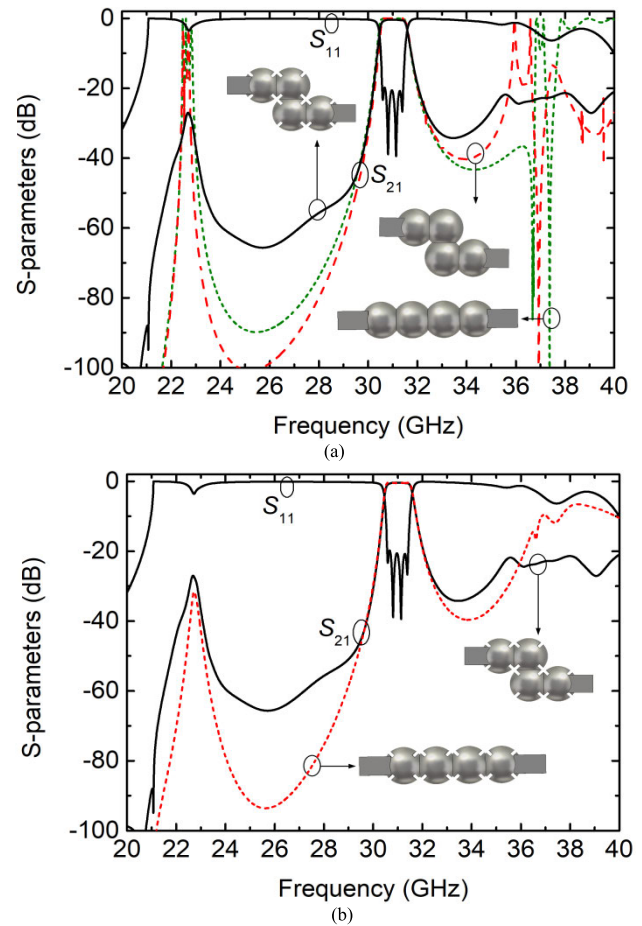 0
-20
-40
-60
-80
-100
S-parameters (dB)
S11
S21
20 22 24 26 28 30 32 34 36 38 40
Frequency (GHz)
(a)
0
-20
-40
-60
-80
-100
S-parameters (dB)
S11
S21
20 22 24 26 28 30 32 34 36 38 40
Frequency (GHz)
(b)